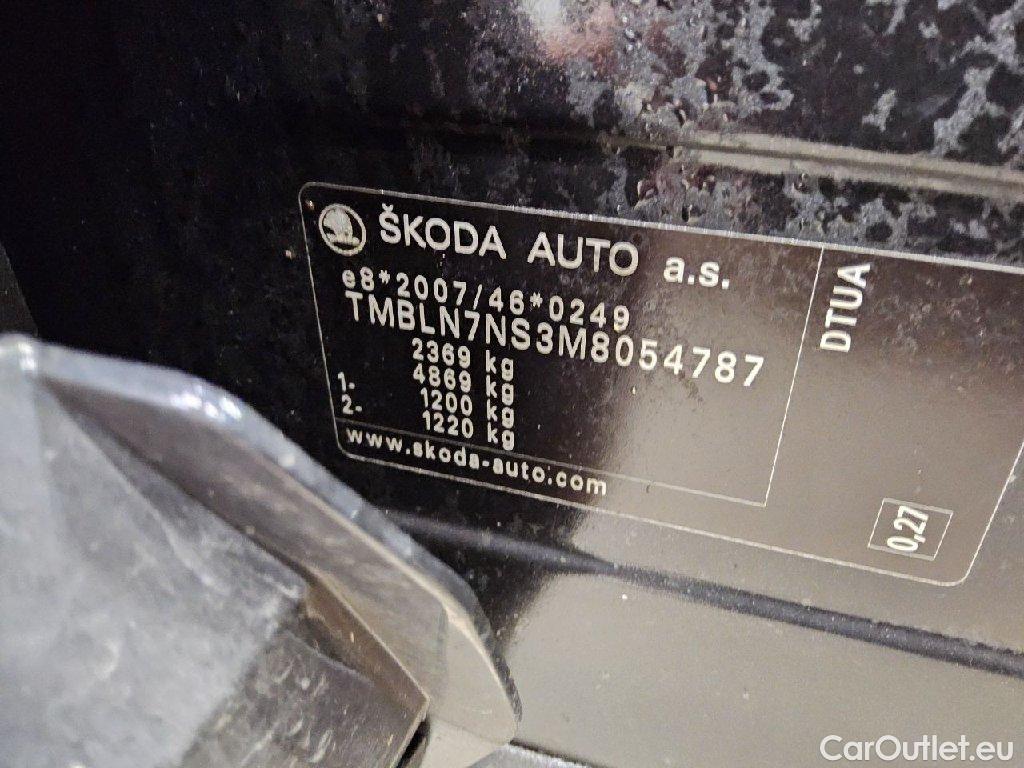 ŠKODA AUTO a.s.
e8*2007/46*0249
TMBLN7NS3M8054787
2369 kg
4869 kg
1- 1200 kg
2- 1220 kg
www.skoda-auto.com
DTUA
0,27
CarOutlet.eu